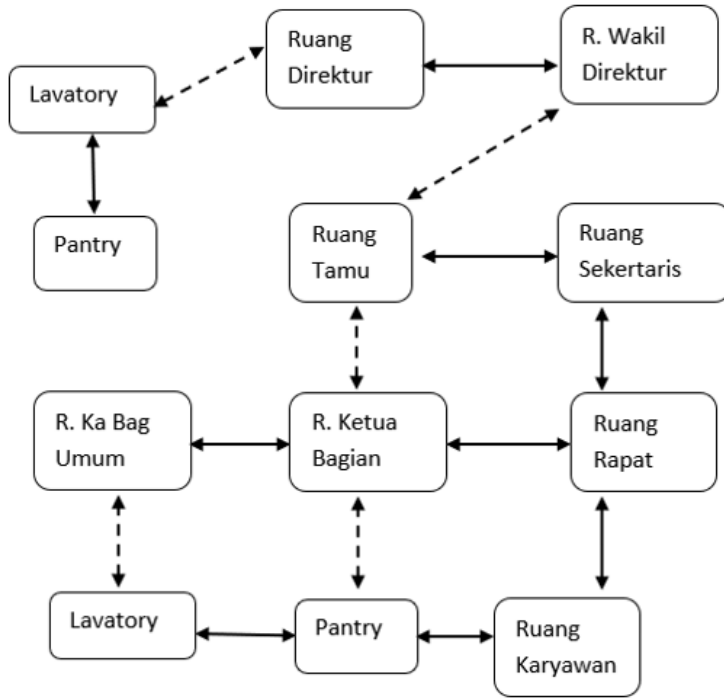 Ruang
Direktur
R. Wakil
Direktur
Lavatory
Pantry
Ruang
Tamu
Ruang
Sekertaris
R. Ka Bag
Umum
R. Ketua
Bagian
Ruang
Rapat
Lavatory
Pantry
Ruang
Karyawan